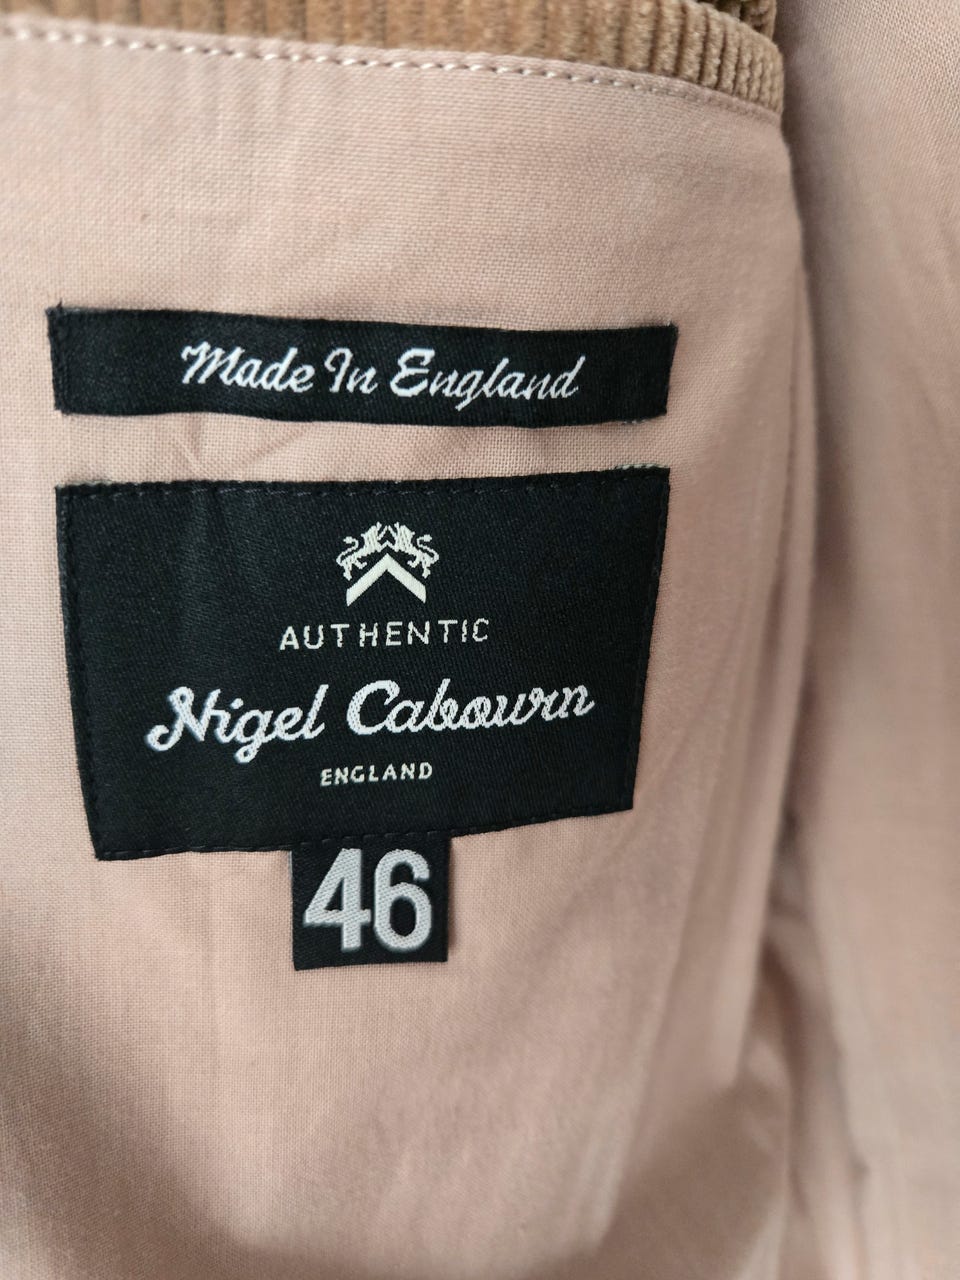 Made In England
AUTHENTIC
Nigel Cabourn
ENGLAND
46